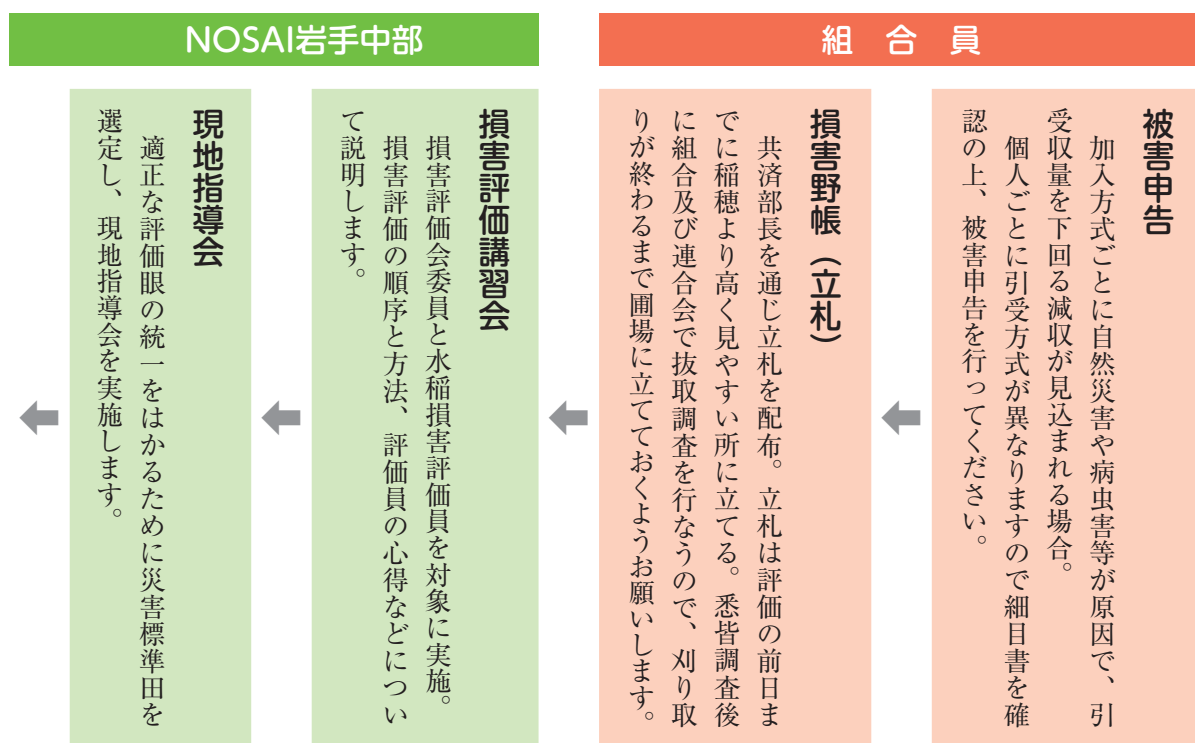 組合員
被害申告
加入方式ごとに自然災害や病虫害等が原因で、引
受収量を下回る減収が見込まれる場合。
個人ごとに引受方式が異なりますので細目書を確
認の上、被害申告を行ってください。
損害野帳（立札）
共済部長を通じ立札を配布。立札は評価の前日ま
でに稲穂より高く見やすい所に立てる。悉皆調査後
に組合及び連合会で抜取調査を行なうので、刈り取
りが終わるまで圃場に立てておくようお願いします。
NOSAI岩手中部
損害評価講習会
損害評価会委員と水稲損害評価員を対象に実施。
損害評価の順序と方法、評価員の心得などについ
て説明します。
現地指導会
適正な評価眼の統一をはかるために災害標準田を
選定し、現地指導会を実施します。